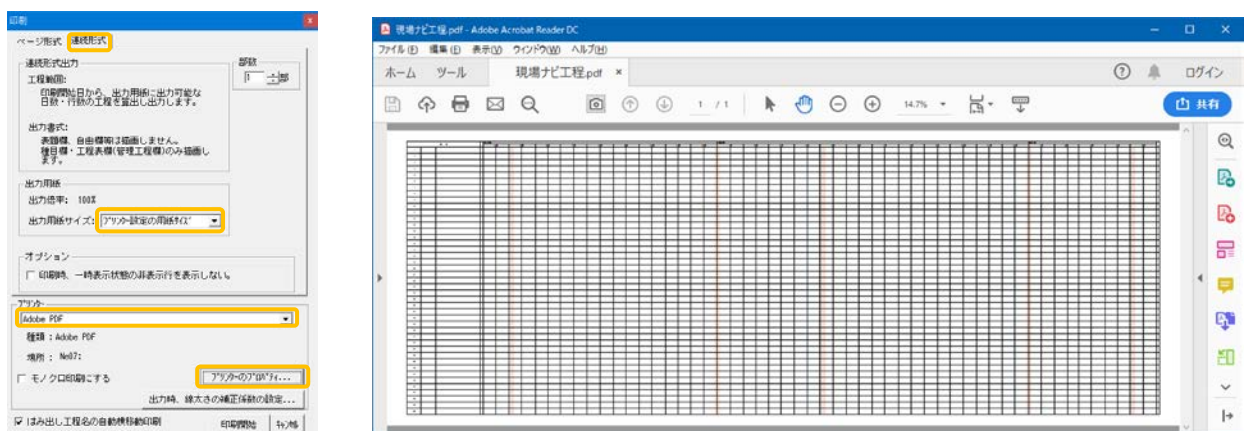 印刷
ページ形式 連続形式
連続形式出力
工程範囲:
印刷開始日から、出力用紙に出力可能な
日数・行数の工程を算出し出力します。
出力書式:
表題欄、自由欄等は描画しません。
種目欄・工程表欄(管理工程欄)のみ描画し
ます。
部数
1 部
出力用紙
出力倍率: 100%
出力用紙サイズ: プリンター設定の用紙サイズ
オプション
印刷時、一時表示状態の非表示行を表示しない。
プリンター
Adobe PDF
種類 : Adobe PDF
場所 : Ne07:
モノクロ印刷にする
プリンターのプロパティ...
出力時、線太さの補正係数の設定...
はみ出し工程名の自動横移動印刷
印刷開始 キャンセル
現場ナビ工程.pdf - Adobe Acrobat Reader DC
ファイル(F) 編集(E) 表示(V) ウィンドウ(W) ヘルプ(H)
ホーム ツール 現場ナビ工程.pdf ×
ログイン
1 / 1
14.7%
共有